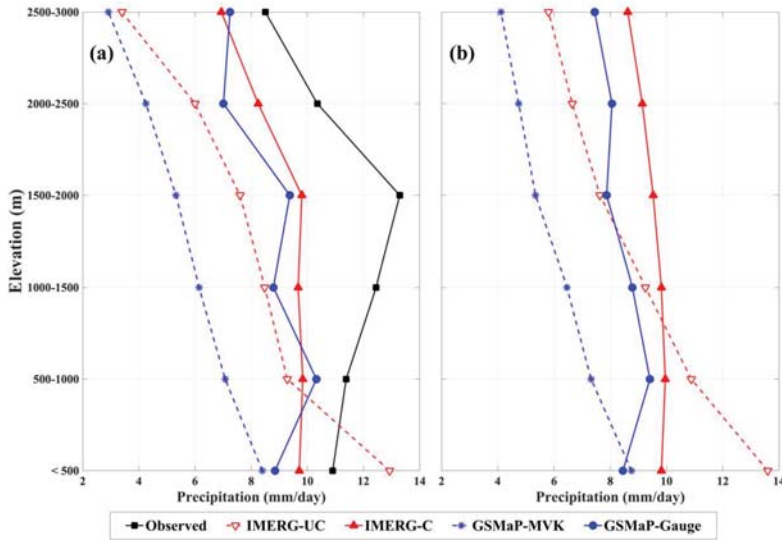 2500-3000
2000-2500
1500-2000
1000-1500
500-1000
< 500
Elevation (m)
(a)
(b)
2 4 6 8 10 12 14
2 4 6 8 10 12 14
Precipitation (mm/day)
Precipitation (mm/day)
Observed IMERG-UC IMERG-C GSMaP-MVK GSMaP-Gauge